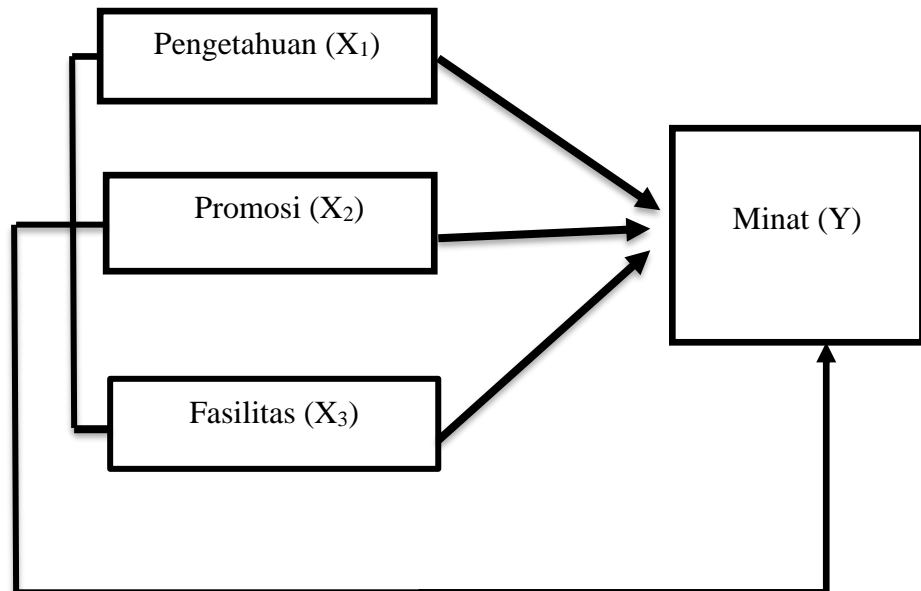 Pengetahuan (X₁)
Promosi (X₂)
Minat (Y)
Fasilitas (X₃)